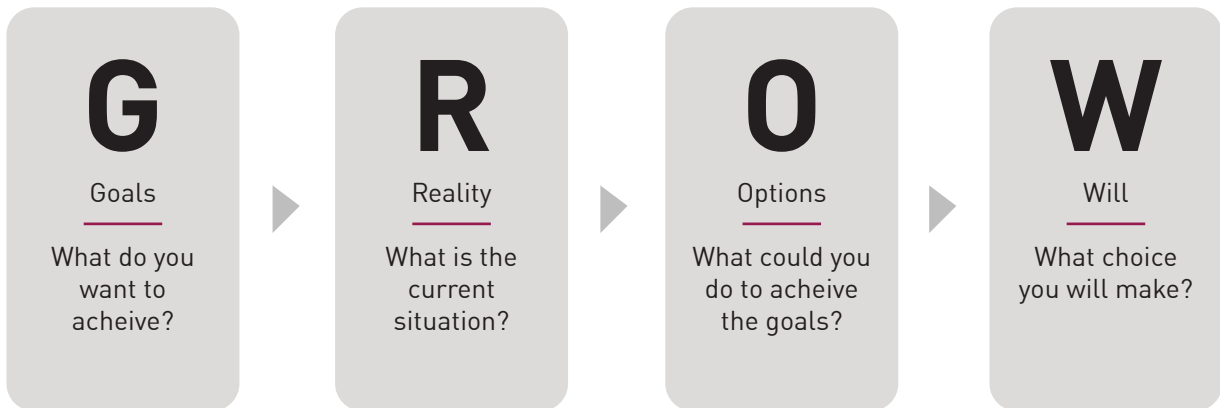 G
Goals
What do you
want to
acheive?
R
Reality
What is the
current
situation?
O
Options
What could you
do to acheive
the goals?
W
Will
What choice
you will make?